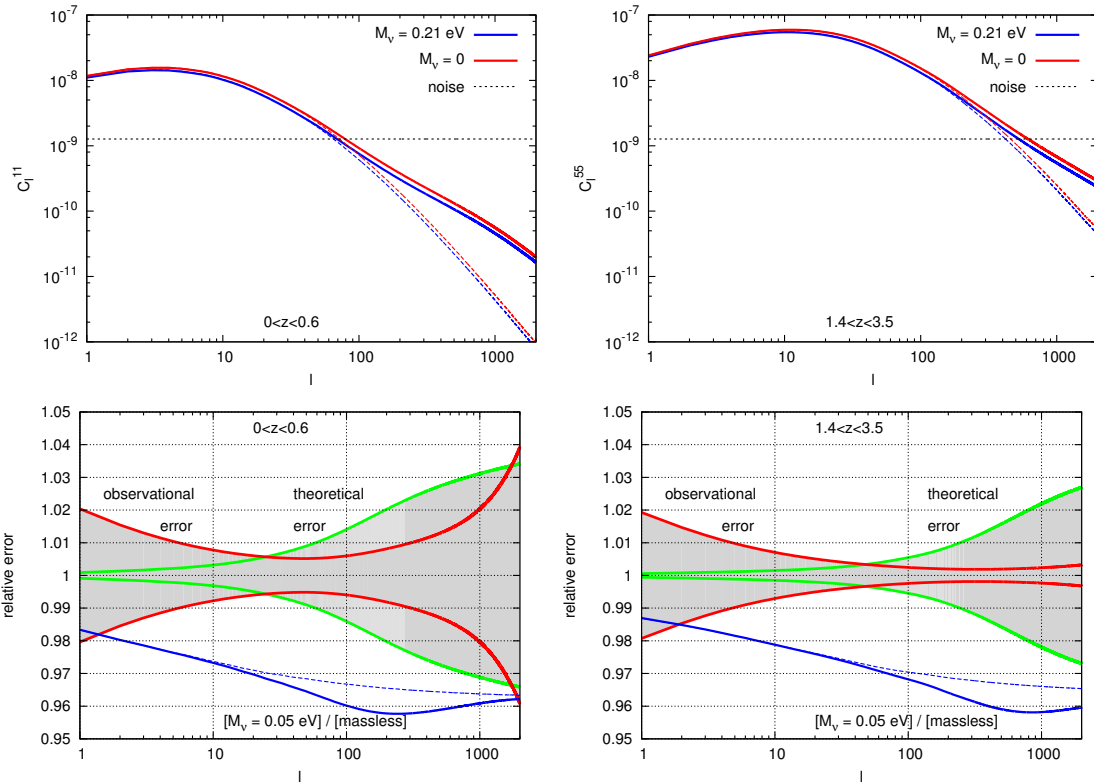 10^-7
10^-8
10^-9
10^-10
10^-11
10^-12
C_l^11
M_ν = 0.21 eV
M_ν = 0
noise
0<z<0.6
1 10 100 1000
l
10^-7
10^-8
10^-9
10^-10
10^-11
10^-12
C_l^55
M_ν = 0.21 eV
M_ν = 0
noise
1.4<z<3.5
1 10 100 1000
l
1.05
1.04
1.03
1.02
1.01
1
0.99
0.98
0.97
0.96
0.95
relative error
0<z<0.6
observational
error
theoretical
error
[M_ν = 0.05 eV] / [massless]
1 10 100 1000
l
1.05
1.04
1.03
1.02
1.01
1
0.99
0.98
0.97
0.96
0.95
relative error
1.4<z<3.5
observational
error
theoretical
error
[M_ν = 0.05 eV] / [massless]
1 10 100 1000
l